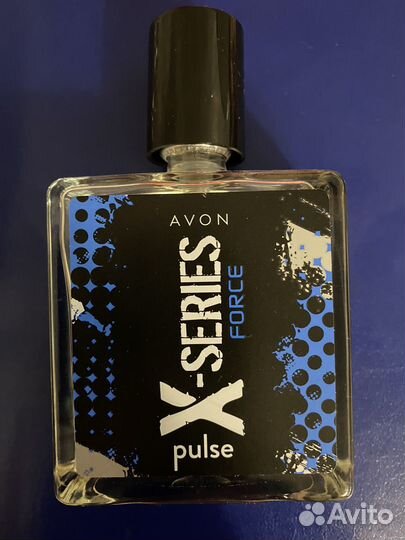 AVON
X-SERIES
FORCE
pulse
Avito